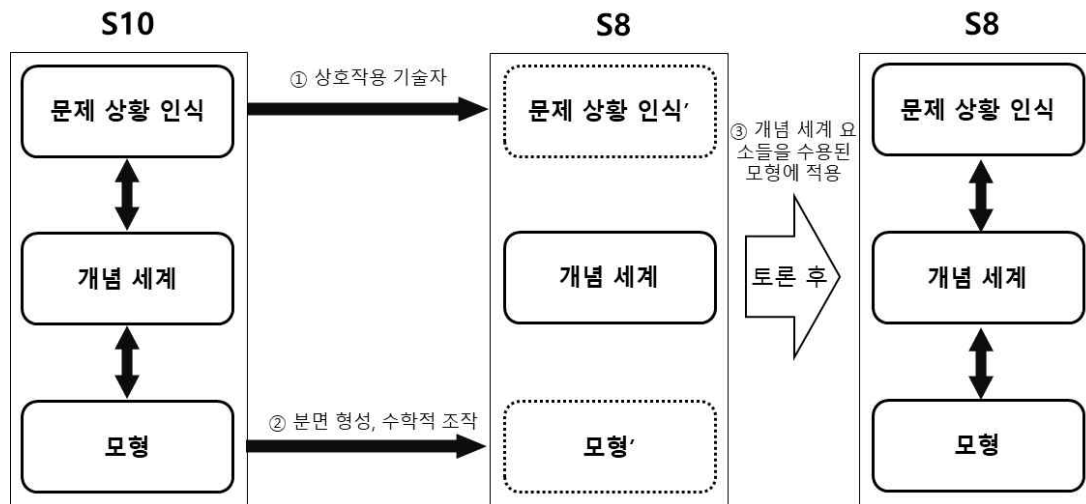 S10
S8
S8
문제 상황 인식
① 상호작용 기술자
문제 상황 인식′
③ 개념 세계 요
소들을 수용된
모형에 적용
문제 상황 인식
개념 세계
개념 세계
토론 후
개념 세계
모형
② 분면 형성, 수학적 조작
모형′
모형